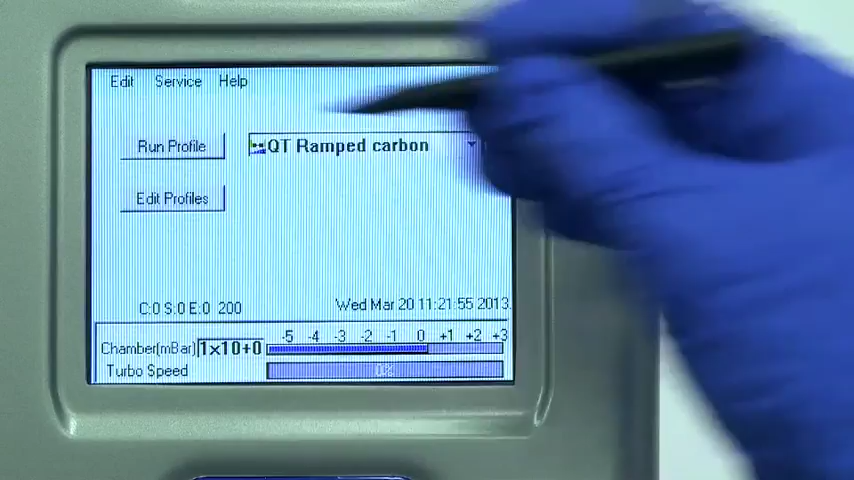 Edit Service Help
Run Profile QT Ramped carbon
Edit Profiles
C:0 S:0 E:0 200 Wed Mar 20 11:21:55 2013
-5 -4 -3 -2 -1 0 +1 +2 +3
Chamber(mBar) 1x10+0
Turbo Speed